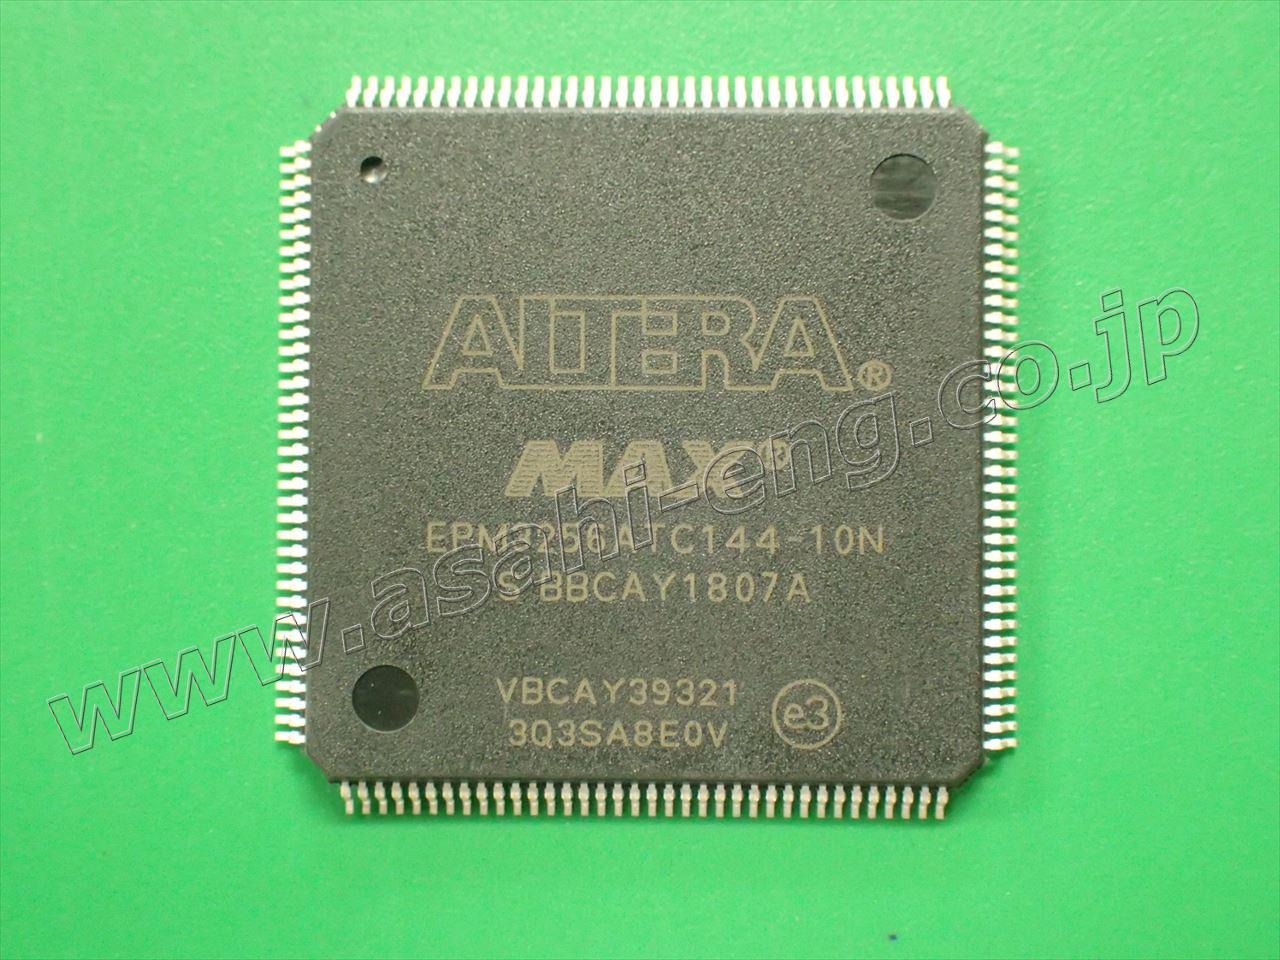 ALTERA®
MAX®
EPM3256ATC144-10N
S BBCAY1807A
VBCAY39321
3Q3SA8E0V
e3
www.asahi-eng.co.jp